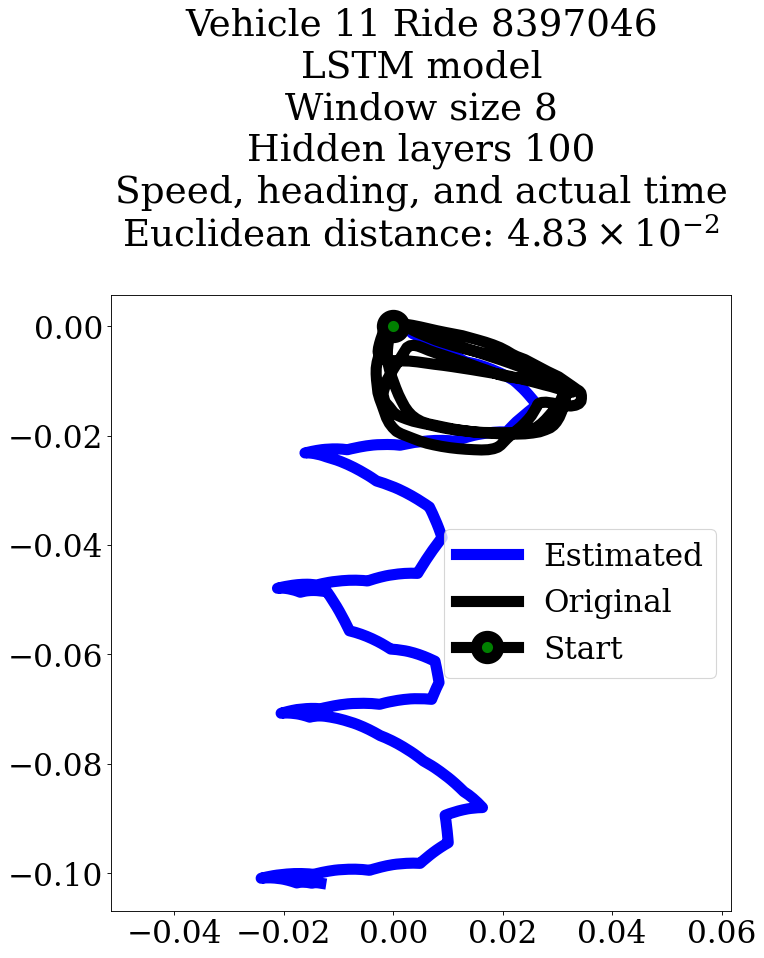 Vehicle 11 Ride 8397046
LSTM model
Window size 8
Hidden layers 100
Speed, heading, and actual time
Euclidean distance: 4.83 × 10⁻²
0.00
−0.02
−0.04
−0.06
−0.08
−0.10
Estimated
Original
Start
−0.04 −0.02 0.00 0.02 0.04 0.06